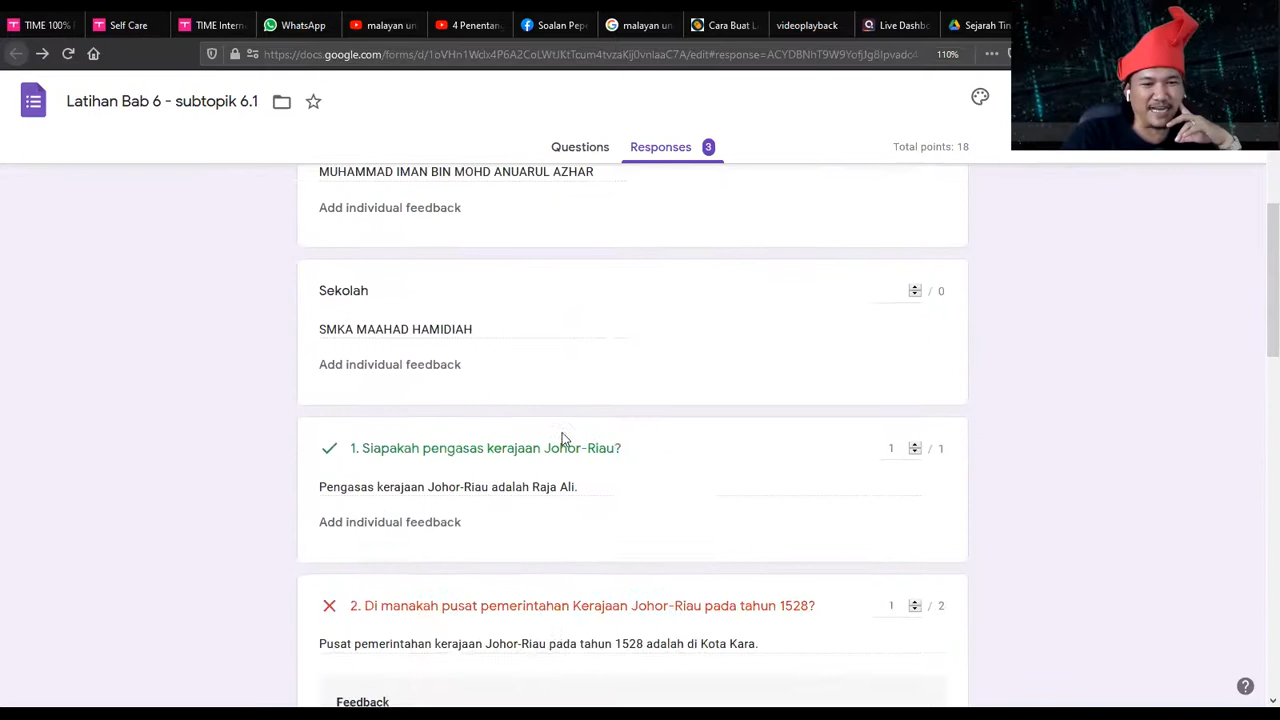 TIME 100%
Self Care
TIME Intern
WhatsApp
malayan un
4 Penentang
Soalan Pep
malayan un
Cara Buat L
videoplayback
Live Dashbo
Sejarah Tin
110%
Latihan Bab 6 - subtopik 6.1
Questions
Responses 3
Total points: 18
MUHAMMAD IMAN BIN MOHD ANUARUL AZHAR
Add individual feedback
Sekolah
/ 0
SMKA MAAHAD HAMIDIAH
Add individual feedback
1. Siapakah pengasas kerajaan Johor-Riau?
1 / 1
Pengasas kerajaan Johor-Riau adalah Raja Ali.
Add individual feedback
2. Di manakah pusat pemerintahan Kerajaan Johor-Riau pada tahun 1528?
1 / 2
Pusat pemerintahan kerajaan Johor-Riau pada tahun 1528 adalah di Kota Kara.
Feedback